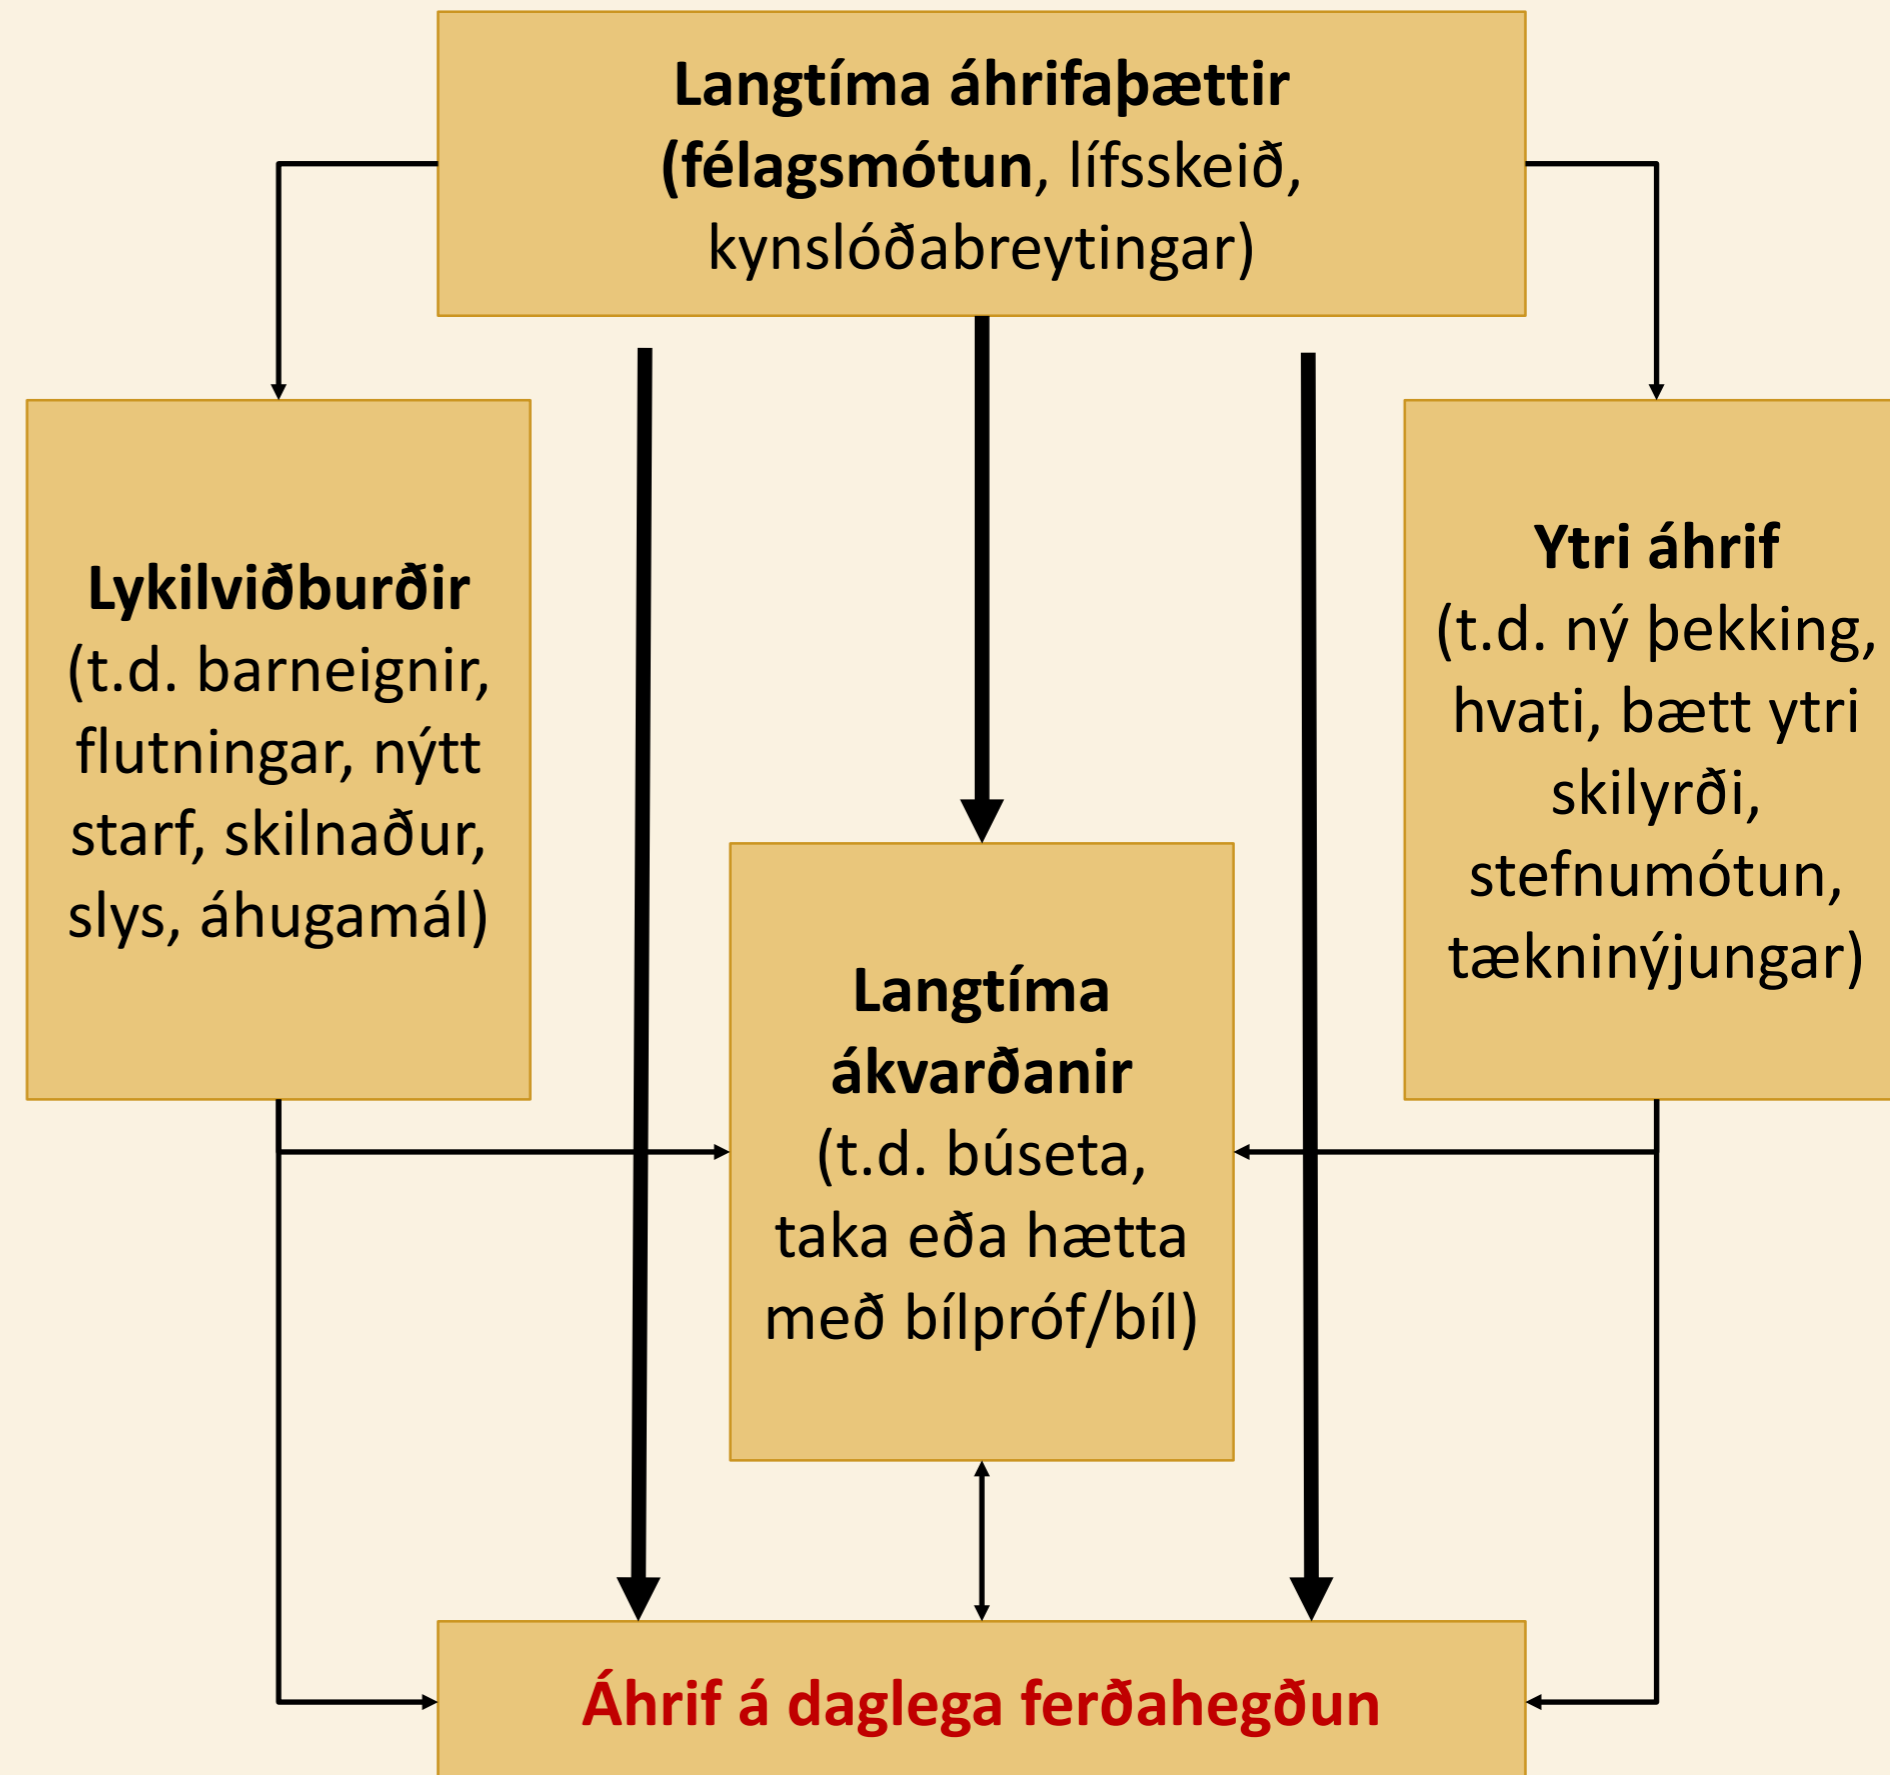 Langtíma áhrifaþættir
(félagsmótun, lífsskeið,
kynslóðabreytingar)
Lykilviðburðir
(t.d. barneignir,
flutningar, nýtt
starf, skilnaður,
slys, áhugamál)
Ytri áhrif
(t.d. ný þekking,
hvati, bætt ytri
skilyrði,
stefnumótun,
tækninýjungar)
Langtíma
ákvarðanir
(t.d. búseta,
taka eða hætta
með bílpróf/bíl)
Áhrif á daglega ferðahegðun